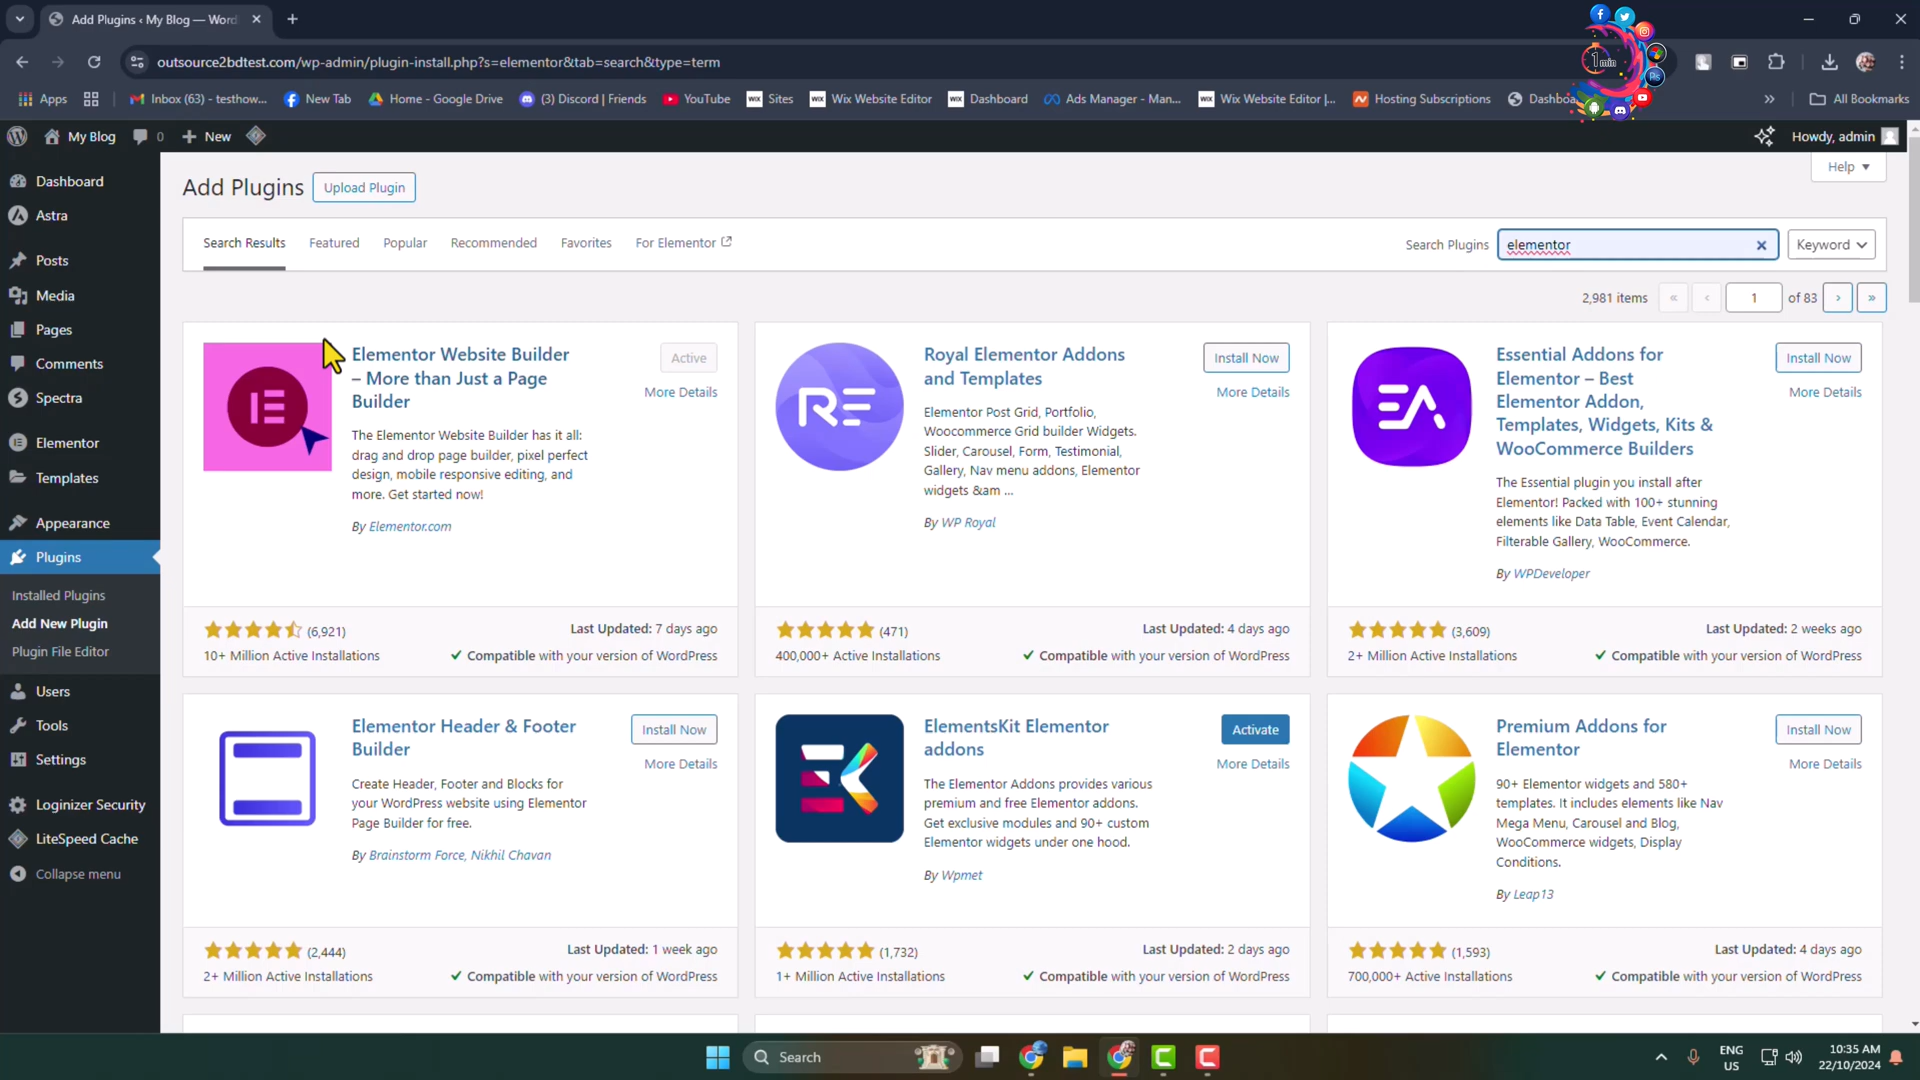 Add Plugins ‹ My Blog — Word
outsource2bdtest.com/wp-admin/plugin-install.php?s=elementor&tab=search&type=term
1 min
Ps
Apps
Inbox (63) - testhow...
New Tab
Home - Google Drive
(3) Discord | Friends
YouTube
WIX Sites
WIX Wix Website Editor
WIX Dashboard
Ads Manager - Man...
WIX Wix Website Editor |...
Hosting Subscriptions
Dashboa
All Bookmarks
My Blog
0
New
Howdy, admin
Dashboard
Astra
Posts
Media
Pages
Comments
Spectra
Elementor
Templates
Appearance
Plugins
Installed Plugins
Add New Plugin
Plugin File Editor
Users
Tools
Settings
Loginizer Security
LiteSpeed Cache
Collapse menu
Help
Add Plugins
Upload Plugin
Search Results
Featured
Popular
Recommended
Favorites
For Elementor
Search Plugins
elementor
Keyword
2,981 items
«
‹
1
of 83
›
»
Elementor Website Builder
– More than Just a Page
Builder
Active
More Details
The Elementor Website Builder has it all:
drag and drop page builder, pixel perfect
design, mobile responsive editing, and
more. Get started now!
By Elementor.com
(6,921)
Last Updated: 7 days ago
10+ Million Active Installations
Compatible with your version of WordPress
Royal Elementor Addons
and Templates
Install Now
More Details
Elementor Post Grid, Portfolio,
Woocommerce Grid builder Widgets.
Slider, Carousel, Form, Testimonial,
Gallery, Nav menu addons, Elementor
widgets &am ...
By WP Royal
(471)
Last Updated: 4 days ago
400,000+ Active Installations
Compatible with your version of WordPress
Essential Addons for
Elementor – Best
Elementor Addon,
Templates, Widgets, Kits &
WooCommerce Builders
Install Now
More Details
The Essential plugin you install after
Elementor! Packed with 100+ stunning
elements like Data Table, Event Calendar,
Filterable Gallery, WooCommerce.
By WPDeveloper
(3,609)
Last Updated: 2 weeks ago
2+ Million Active Installations
Compatible with your version of WordPress
Elementor Header & Footer
Builder
Install Now
More Details
Create Header, Footer and Blocks for
your WordPress website using Elementor
Page Builder for free.
By Brainstorm Force, Nikhil Chavan
(2,444)
Last Updated: 1 week ago
2+ Million Active Installations
Compatible with your version of WordPress
ElementsKit Elementor
addons
Activate
More Details
The Elementor Addons provides various
premium and free Elementor addons.
Get exclusive modules and 90+ custom
Elementor widgets under one hood.
By Wpmet
(1,732)
Last Updated: 2 days ago
1+ Million Active Installations
Compatible with your version of WordPress
Premium Addons for
Elementor
Install Now
More Details
90+ Elementor widgets and 580+
templates. It includes elements like Nav
Mega Menu, Carousel and Blog,
WooCommerce widgets, Display
Conditions.
By Leap13
(1,593)
Last Updated: 4 days ago
700,000+ Active Installations
Compatible with your version of WordPress
Search
ENG
US
10:35 AM
22/10/2024